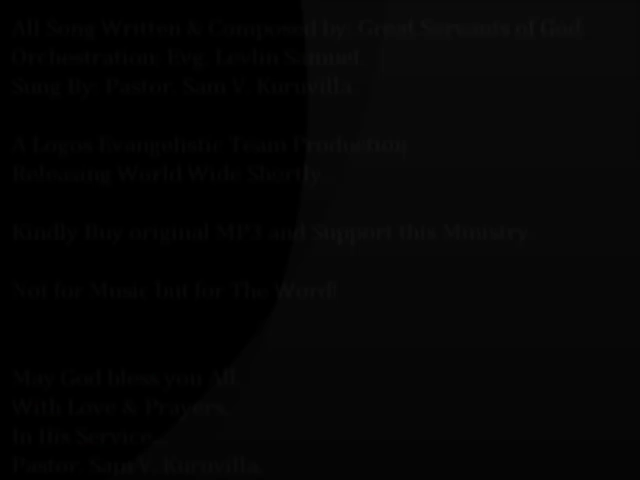 All Song Written & Composed by: Great Servants of God.
Orchestration: Evg. Levlin Samuel
Sung By: Pastor. Sam Y. Kuruvilla.
A Logos Evangelistic Team Production
Releasing World Wide Shortly...
Kindly Buy original MP3 and Support this Ministry.
Not for Music but for The Word!
May God bless you All.
With Love & Prayers,
In His Service...
Pastor. Sam Y. Kuruvilla.